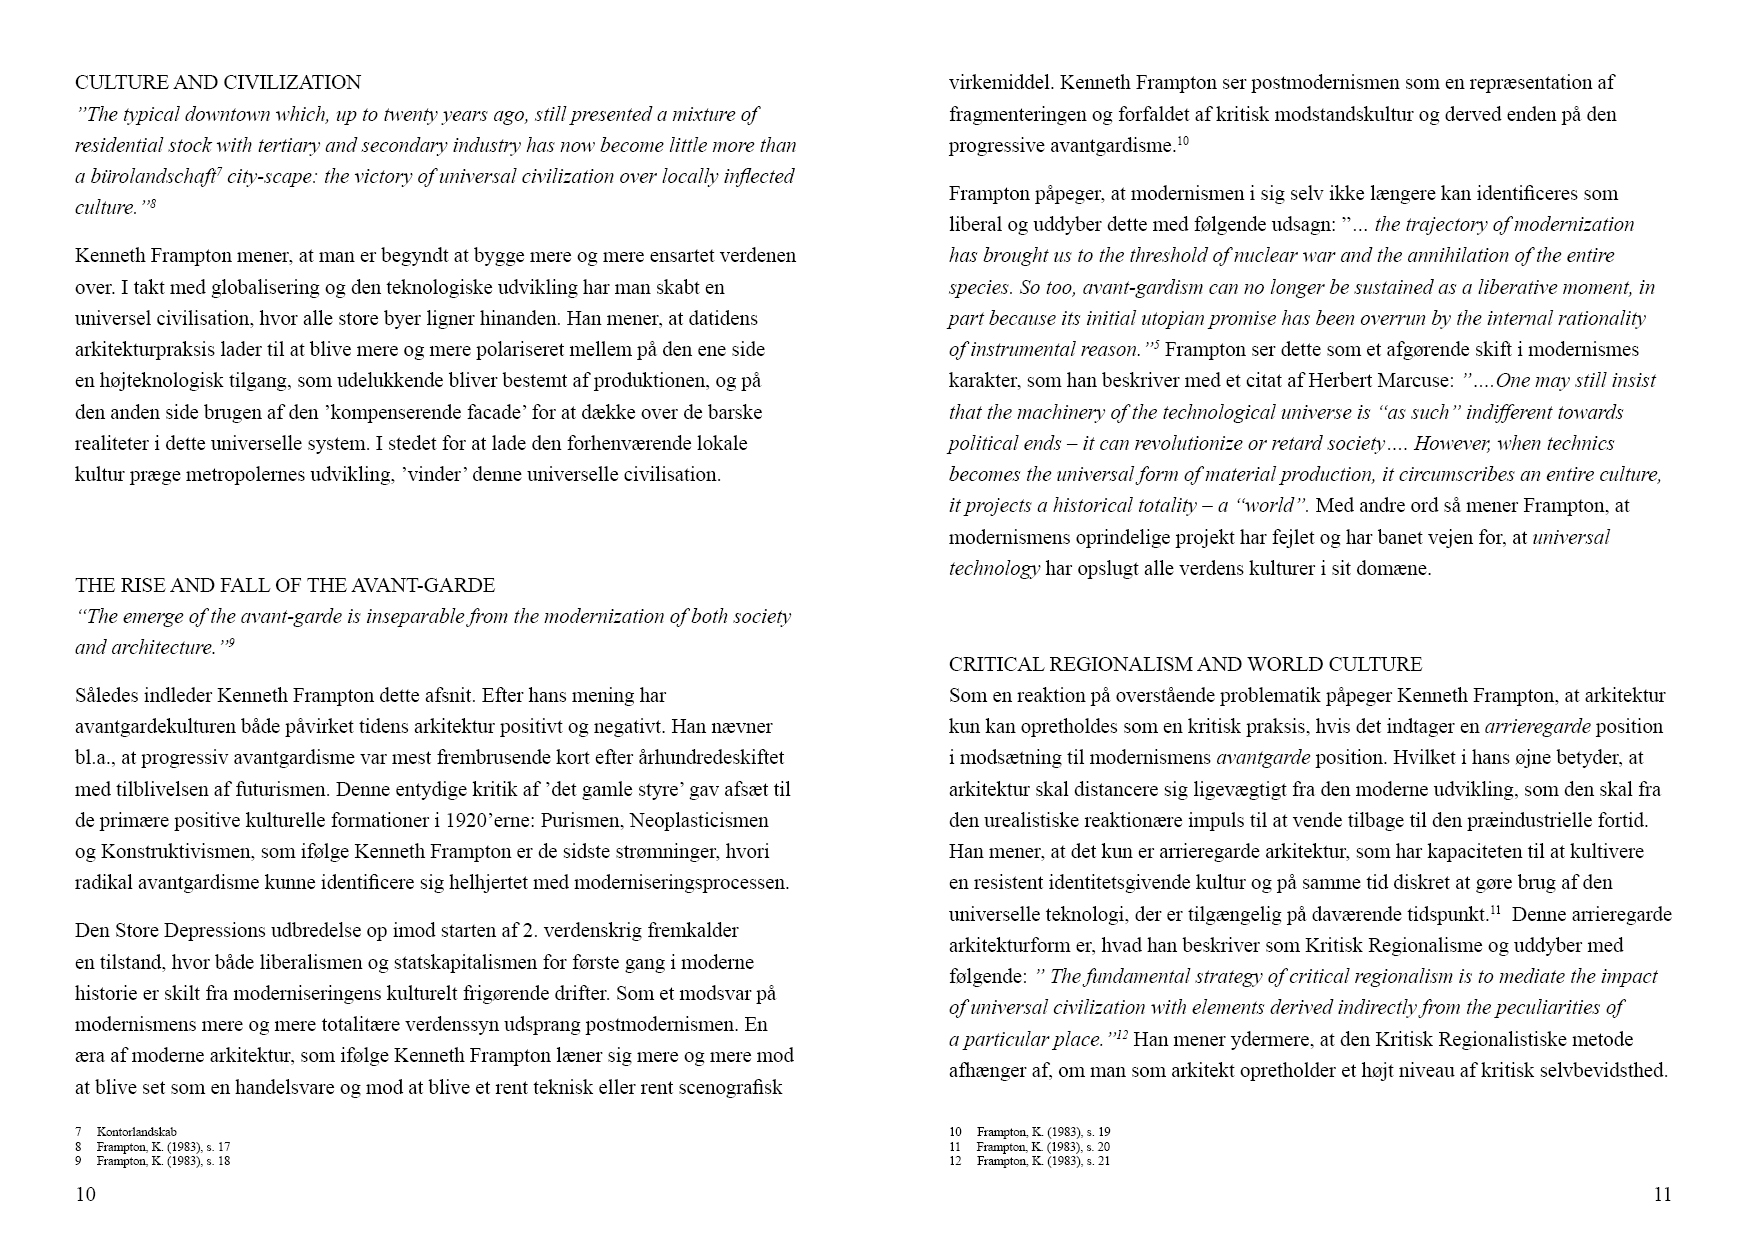 CULTURE AND CIVILIZATION
”The typical downtown which, up to twenty years ago, still presented a mixture of
residential stock with tertiary and secondary industry has now become little more than
a bürolandschaft7 city-scape: the victory of universal civilization over locally inflected
culture.”8
Kenneth Frampton mener, at man er begyndt at bygge mere og mere ensartet verdenen
over. I takt med globalisering og den teknologiske udvikling har man skabt en
universel civilisation, hvor alle store byer ligner hinanden. Han mener, at datidens
arkitekturpraksis lader til at blive mere og mere polariseret mellem på den ene side
en højteknologisk tilgang, som udelukkende bliver bestemt af produktionen, og på
den anden side brugen af den ’kompenserende facade’ for at dække over de barske
realiteter i dette universelle system. I stedet for at lade den forhenværende lokale
kultur præge metropolernes udvikling, ’vinder’ denne universelle civilisation.
THE RISE AND FALL OF THE AVANT-GARDE
“The emerge of the avant-garde is inseparable from the modernization of both society
and architecture.”9
Således indleder Kenneth Frampton dette afsnit. Efter hans mening har
avantgardekulturen både påvirket tidens arkitektur positivt og negativt. Han nævner
bl.a., at progressiv avantgardisme var mest frembrusende kort efter århundredeskiftet
med tilblivelsen af futurismen. Denne entydige kritik af ’det gamle styre’ gav afsæt til
de primære positive kulturelle formationer i 1920’erne: Purismen, Neoplasticismen
og Konstruktivismen, som ifølge Kenneth Frampton er de sidste strømninger, hvori
radikal avantgardisme kunne identificere sig helhjertet med moderniseringsprocessen.
Den Store Depressions udbredelse op imod starten af 2. verdenskrig fremkalder
en tilstand, hvor både liberalismen og statskapitalismen for første gang i moderne
historie er skilt fra moderniseringens kulturelt frigørende drifter. Som et modsvar på
modernismens mere og mere totalitære verdenssyn udsprang postmodernismen. En
æra af moderne arkitektur, som ifølge Kenneth Frampton læner sig mere og mere mod
at blive set som en handelsvare og mod at blive et rent teknisk eller rent scenografisk
7 Kontorlandskab
8 Frampton, K. (1983), s. 17
9 Frampton, K. (1983), s. 18
10
virkemiddel. Kenneth Frampton ser postmodernismen som en repræsentation af
fragmenteringen og forfaldet af kritisk modstandskultur og derved enden på den
progressive avantgardisme.10
Frampton påpeger, at modernismen i sig selv ikke længere kan identificeres som
liberal og uddyber dette med følgende udsagn: ”… the trajectory of modernization
has brought us to the threshold of nuclear war and the annihilation of the entire
species. So too, avant-gardism can no longer be sustained as a liberative moment, in
part because its initial utopian promise has been overrun by the internal rationality
of instrumental reason.”5 Frampton ser dette som et afgørende skift i modernismes
karakter, som han beskriver med et citat af Herbert Marcuse: ”….One may still insist
that the machinery of the technological universe is “as such” indifferent towards
political ends – it can revolutionize or retard society…. However, when technics
becomes the universal form of material production, it circumscribes an entire culture,
it projects a historical totality – a “world”. Med andre ord så mener Frampton, at
modernismens oprindelige projekt har fejlet og har banet vejen for, at universal
technology har opslugt alle verdens kulturer i sit domæne.
CRITICAL REGIONALISM AND WORLD CULTURE
Som en reaktion på overstående problematik påpeger Kenneth Frampton, at arkitektur
kun kan opretholdes som en kritisk praksis, hvis det indtager en arrieregarde position
i modsætning til modernismens avantgarde position. Hvilket i hans øjne betyder, at
arkitektur skal distancere sig ligevægtigt fra den moderne udvikling, som den skal fra
den urealistiske reaktionære impuls til at vende tilbage til den præindustrielle fortid.
Han mener, at det kun er arrieregarde arkitektur, som har kapaciteten til at kultivere
en resistent identitetsgivende kultur og på samme tid diskret at gøre brug af den
universelle teknologi, der er tilgængelig på daværende tidspunkt.11 Denne arrieregarde
arkitekturform er, hvad han beskriver som Kritisk Regionalisme og uddyber med
følgende: ” The fundamental strategy of critical regionalism is to mediate the impact
of universal civilization with elements derived indirectly from the peculiarities of
a particular place.”12 Han mener ydermere, at den Kritisk Regionalistiske metode
afhænger af, om man som arkitekt opretholder et højt niveau af kritisk selvbevidsthed.
10 Frampton, K. (1983), s. 19
11 Frampton, K. (1983), s. 20
12 Frampton, K. (1983), s. 21
11